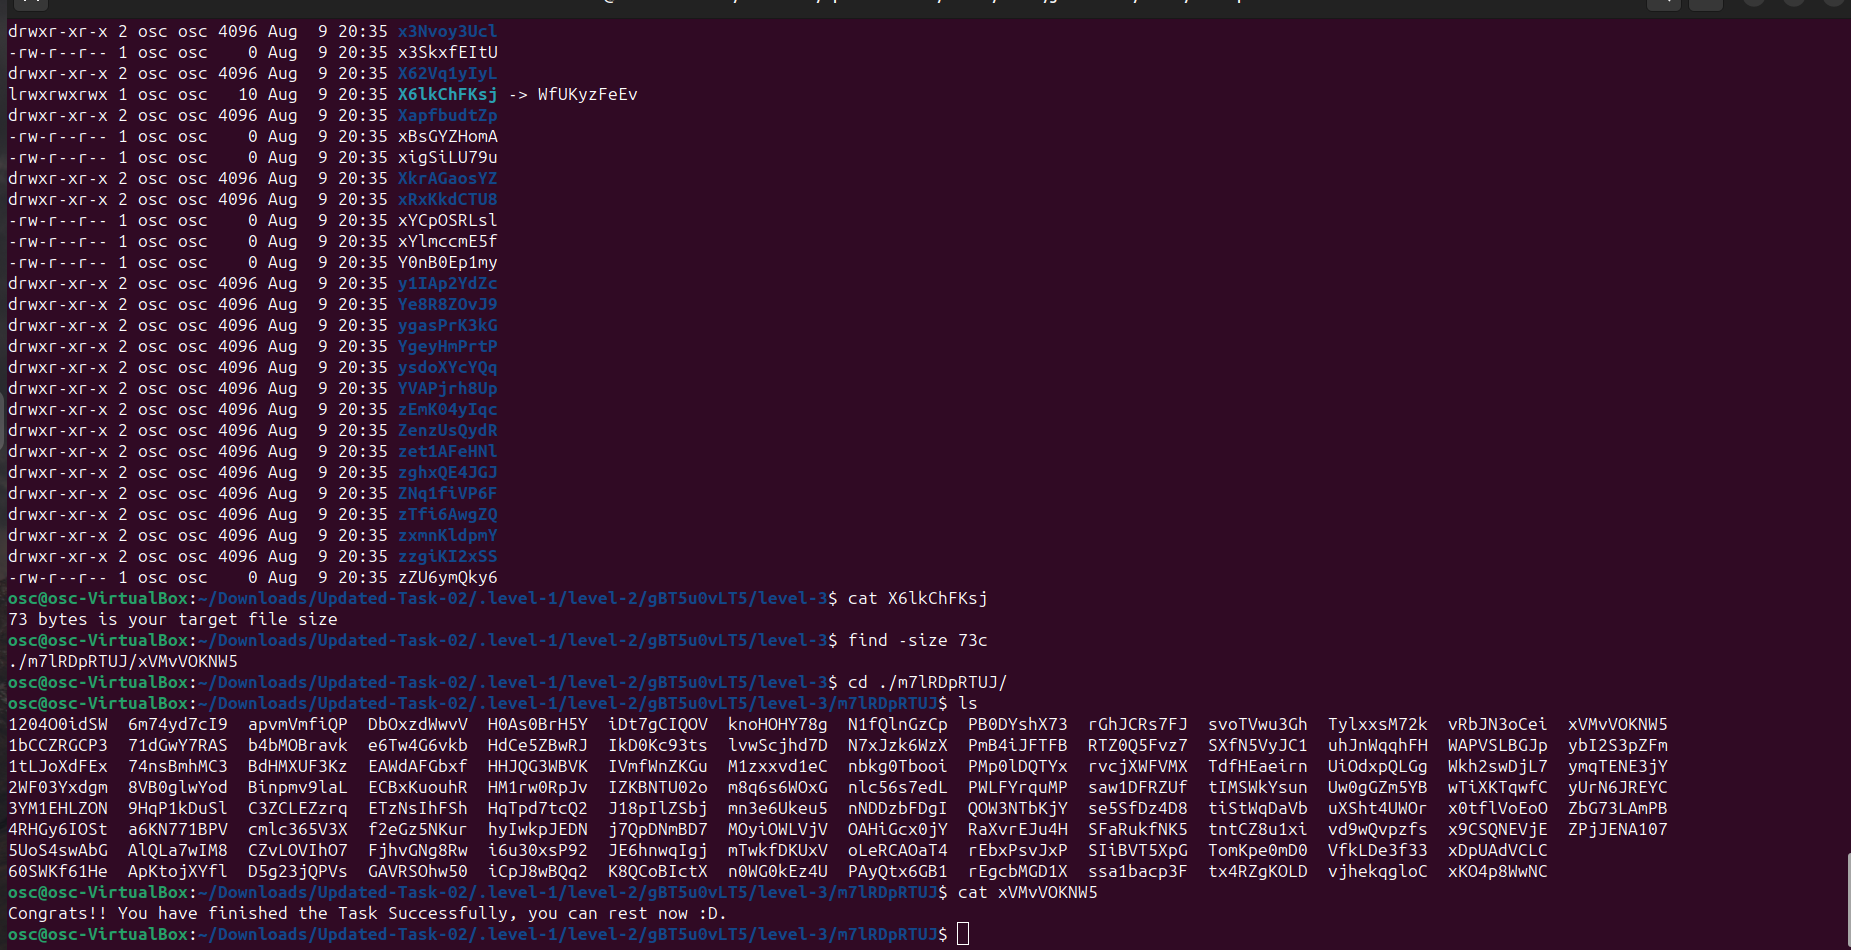 drwxr-xr-x 2 osc osc 4096 Aug  9 20:35 x3Nvoy3Ucl
-rw-r--r-- 1 osc osc    0 Aug  9 20:35 x3SkxfEItU
drwxr-xr-x 2 osc osc 4096 Aug  9 20:35 X62Vq1yIyL
lrwxrwxrwx 1 osc osc   10 Aug  9 20:35 X6lkChFKsj -> WfUKyzFeEv
drwxr-xr-x 2 osc osc 4096 Aug  9 20:35 XapfbudtZp
-rw-r--r-- 1 osc osc    0 Aug  9 20:35 xBsGYZHomA
-rw-r--r-- 1 osc osc    0 Aug  9 20:35 xigSiLU79u
drwxr-xr-x 2 osc osc 4096 Aug  9 20:35 XkrAGaosYZ
drwxr-xr-x 2 osc osc 4096 Aug  9 20:35 xRxKkdCTU8
-rw-r--r-- 1 osc osc    0 Aug  9 20:35 xYCpOSRLsl
-rw-r--r-- 1 osc osc    0 Aug  9 20:35 xYlmccmE5f
-rw-r--r-- 1 osc osc    0 Aug  9 20:35 Y0nB0Ep1my
drwxr-xr-x 2 osc osc 4096 Aug  9 20:35 y1IAp2YdZc
drwxr-xr-x 2 osc osc 4096 Aug  9 20:35 Ye8R8ZOvJ9
drwxr-xr-x 2 osc osc 4096 Aug  9 20:35 ygasPrK3kG
drwxr-xr-x 2 osc osc 4096 Aug  9 20:35 YgeyHmPrtP
drwxr-xr-x 2 osc osc 4096 Aug  9 20:35 ysdoXYcYQq
drwxr-xr-x 2 osc osc 4096 Aug  9 20:35 YVAPjrh8Up
drwxr-xr-x 2 osc osc 4096 Aug  9 20:35 zEmK04yIqc
drwxr-xr-x 2 osc osc 4096 Aug  9 20:35 ZenzUsQydR
drwxr-xr-x 2 osc osc 4096 Aug  9 20:35 zet1AFeHNl
drwxr-xr-x 2 osc osc 4096 Aug  9 20:35 zghxQE4JGJ
drwxr-xr-x 2 osc osc 4096 Aug  9 20:35 ZNq1fiVP6F
drwxr-xr-x 2 osc osc 4096 Aug  9 20:35 zTfi6AwgZQ
drwxr-xr-x 2 osc osc 4096 Aug  9 20:35 zxmnKldpmY
drwxr-xr-x 2 osc osc 4096 Aug  9 20:35 zzgiKI2xSS
-rw-r--r-- 1 osc osc    0 Aug  9 20:35 zZU6ymQky6
osc@osc-VirtualBox:~/Downloads/Updated-Task-02/.level-1/level-2/gBT5u0vLT5/level-3$ cat X6lkChFKsj
73 bytes is your target file size
osc@osc-VirtualBox:~/Downloads/Updated-Task-02/.level-1/level-2/gBT5u0vLT5/level-3$ find -size 73c
./m7lRDpRTUJ/xVMvVOKNW5
osc@osc-VirtualBox:~/Downloads/Updated-Task-02/.level-1/level-2/gBT5u0vLT5/level-3$ cd ./m7lRDpRTUJ/
osc@osc-VirtualBox:~/Downloads/Updated-Task-02/.level-1/level-2/gBT5u0vLT5/level-3/m7lRDpRTUJ$ ls
1204O0idSW  6m74yd7cI9  apvmVmfiQP  DbOxzdWwvV  H0As0BrH5Y  iDt7gCIQOV  knoHOHY78g  N1fQlnGzCp  PB0DYshX73  rGhJCRs7FJ  svoTVwu3Gh  TylxxsM72k  vRbJN3oCei  xVMvVOKNW5
1bCCZRGCP3  71dGwY7RAS  b4bMOBravk  e6Tw4G6vkb  HdCe5ZBwRJ  IkD0Kc93ts  lvwScjhd7D  N7xJzk6WzX  PmB4iJFTFB  RTZ0Q5Fvz7  SXfN5VyJC1  uhJnWqqhFH  WAPVSLBGJp  ybI2S3pZFm
1tLJoXdFEx  74nsBmhMC3  BdHMXUF3Kz  EAWdAFGbxf  HHJQG3WBVK  IVmfWnZKGu  M1zxxvd1eC  nbkg0Tbooi  PMp0lDQTYx  rvcjXWFVMX  TdfHEaeirn  UiOdxpQLGg  Wkh2swDjL7  ymqTENE3jY
2WF03Yxdgm  8VB0glwYod  Binpmv9laL  ECBxKuouhR  HM1rw0RpJv  IZKBNTU02o  m8q6s6WOxG  nlc56s7edL  PWLFYrquMP  saw1DFRZUf  tIMSWkYsun  Uw0gGZm5YB  wTiXKTqwfC  yUrN6JREYC
3YM1EHLZON  9HqP1kDuSl  C3ZCLEZzrq  ETzNsIhFSh  HqTpd7tcQ2  J18pIlZSbj  mn3e6Ukeu5  nNDDzbFDgI  QOW3NTbKjY  se5SfDz4D8  tiStWqDaVb  uXSht4UWOr  x0tflVoEoO  ZbG73LAmPB
4RHGy6IOSt  a6KN771BPV  cmlc365V3X  f2eGz5NKur  hyIwkpJEDN  j7QpDNmBD7  MOyiOWLVjV  OAHiGcx0jY  RaXvrEJu4H  SFaRukfNK5  tntCZ8u1xi  vd9wQvpzfs  x9CSQNEVjE  ZPjJENA107
5UoS4swAbG  AlQLa7wIM8  CZvLOVIhO7  FjhvGNg8Rw  i6u30xsP92  JE6hnwqIgj  mTwkfDKUxV  oLeRCAOaT4  rEbxPsvJxP  SIiBVT5XpG  TomKpe0mD0  VfkLDe3f33  xDpUAdVCLC
60SWKf61He  ApKtojXYfl  D5g23jQPVs  GAVRSOhw50  iCpJ8wBQq2  K8QCoBIctX  n0WG0kEz4U  PAyQtx6GB1  rEgcbMGD1X  ssa1bacp3F  tx4RZgKOLD  vjhekqgloC  xKO4p8WwNC
osc@osc-VirtualBox:~/Downloads/Updated-Task-02/.level-1/level-2/gBT5u0vLT5/level-3/m7lRDpRTUJ$ cat xVMvVOKNW5
Congrats!! You have finished the Task Successfully, you can rest now :D.
osc@osc-VirtualBox:~/Downloads/Updated-Task-02/.level-1/level-2/gBT5u0vLT5/level-3/m7lRDpRTUJ$